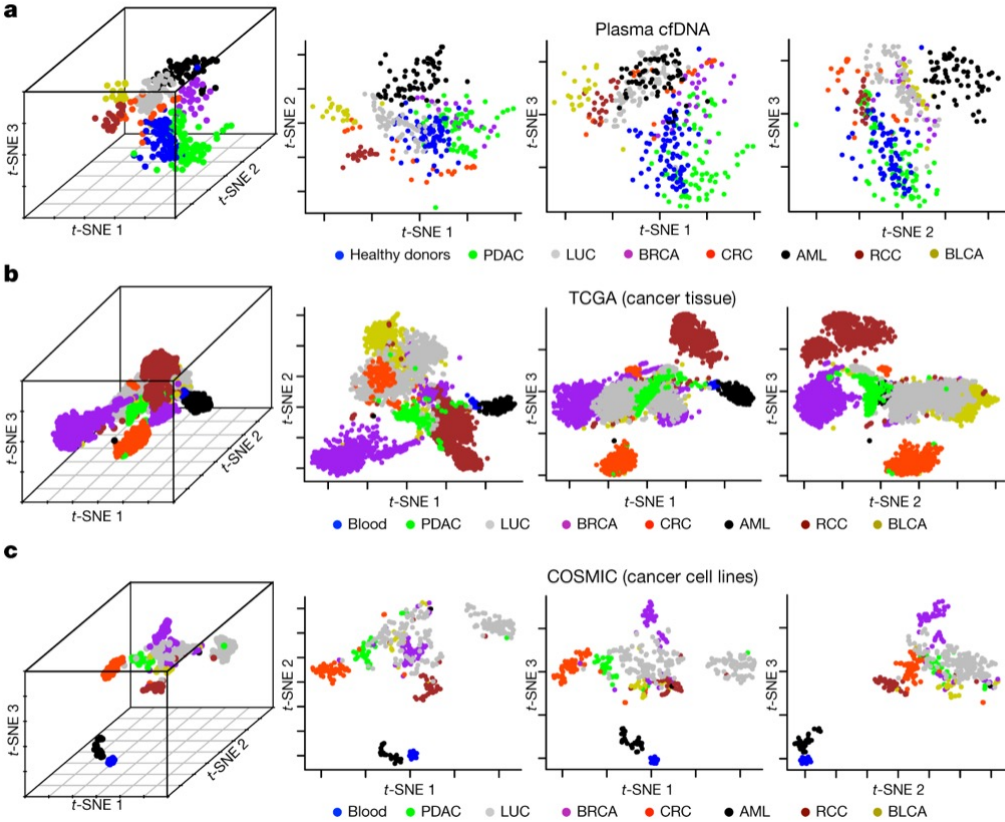 a
Plasma cfDNA
t-SNE 3
t-SNE 1
t-SNE 2
t-SNE 2
t-SNE 1
t-SNE 3
t-SNE 1
t-SNE 3
t-SNE 2
Healthy donors PDAC LUC BRCA CRC AML RCC BLCA
b
TCGA (cancer tissue)
t-SNE 3
t-SNE 1
t-SNE 2
t-SNE 2
t-SNE 1
t-SNE 3
t-SNE 1
t-SNE 3
t-SNE 2
Blood PDAC LUC BRCA CRC AML RCC BLCA
c
COSMIC (cancer cell lines)
t-SNE 3
t-SNE 1
t-SNE 2
t-SNE 2
t-SNE 1
t-SNE 3
t-SNE 1
t-SNE 3
t-SNE 2
Blood PDAC LUC BRCA CRC AML RCC BLCA